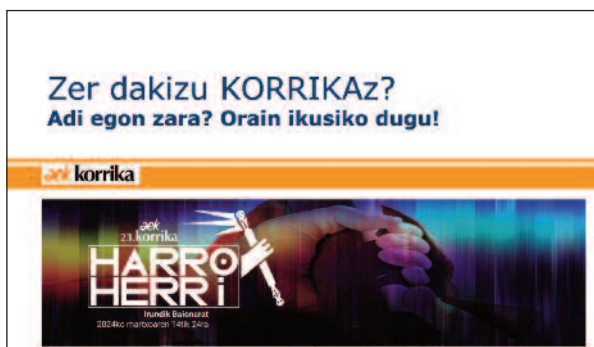 Zer dakizu KORRIKAz?
Adi egon zara? Orain ikusiko dugu!
aek korrika
aek
23.korrika
HARRO
HERRi
Irundik Baionarat
2024ko martxoaren 14tik 24ra